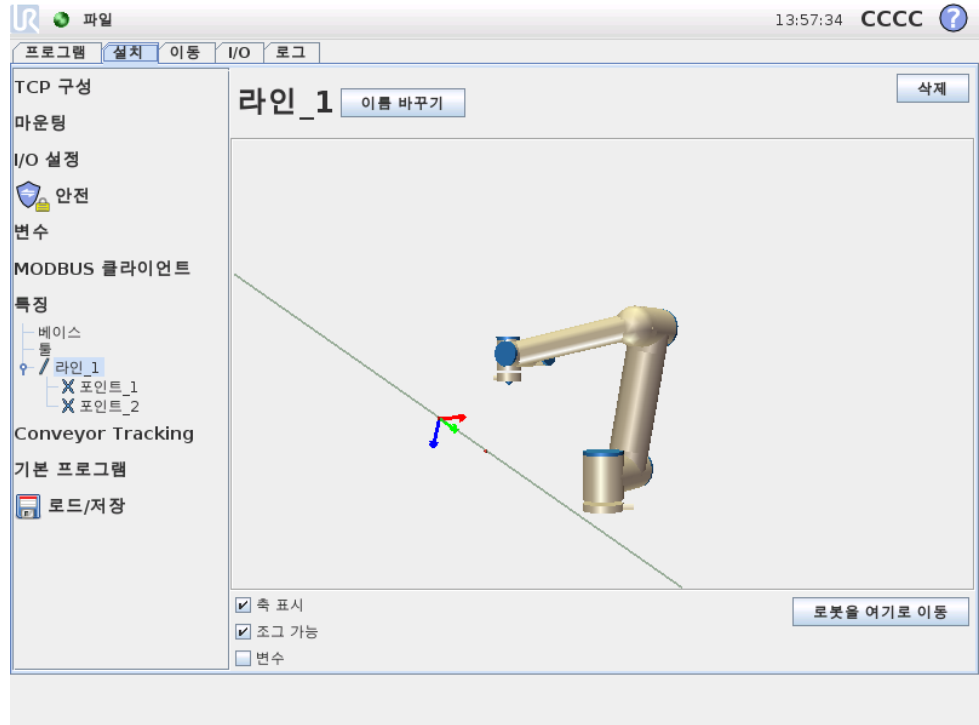 UR 파일 13:57:34 CCCC ?
프로그램 설치 이동 I/O 로그
TCP 구성
마운팅
I/O 설정
안전
변수
MODBUS 클라이언트
특징
베이스
툴
라인_1
포인트_1
포인트_2
Conveyor Tracking
기본 프로그램
로드/저장
라인_1 이름 바꾸기 삭제
축 표시
조그 가능
변수
로봇을 여기로 이동